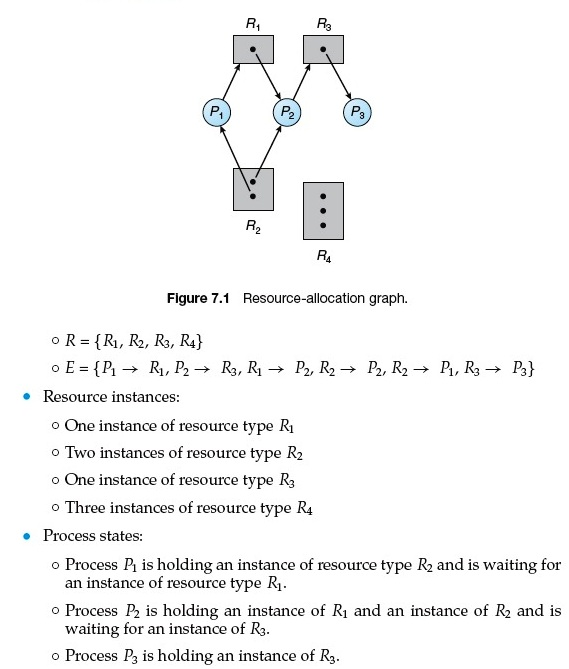 R₁ R₃
P₁ P₂ P₃
R₂
R₄
Figure 7.1 Resource-allocation graph.
○ R = {R₁, R₂, R₃, R₄}
○ E = {P₁ → R₁, P₂ → R₃, R₁ → P₂, R₂ → P₂, R₂ → P₁, R₃ → P₃}
• Resource instances:
○ One instance of resource type R₁
○ Two instances of resource type R₂
○ One instance of resource type R₃
○ Three instances of resource type R₄
• Process states:
○ Process P₁ is holding an instance of resource type R₂ and is waiting for
an instance of resource type R₁.
○ Process P₂ is holding an instance of R₁ and an instance of R₂ and is
waiting for an instance of R₃.
○ Process P₃ is holding an instance of R₃.